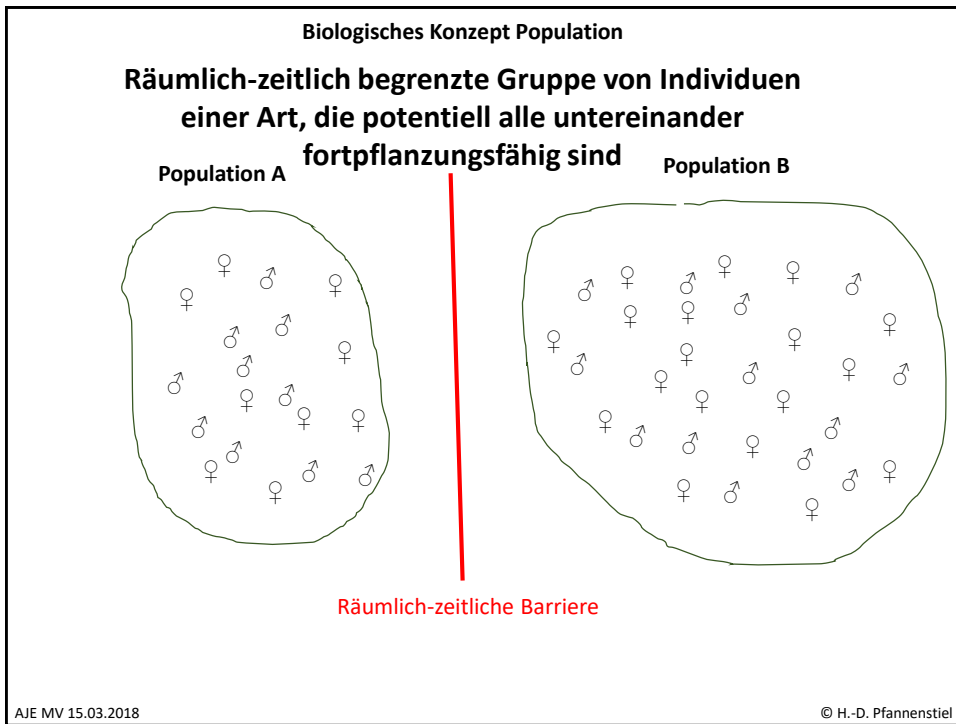 Biologisches Konzept Population
Räumlich-zeitlich begrenzte Gruppe von Individuen
einer Art, die potentiell alle untereinander
fortpflanzungsfähig sind
Population A
Population B
Räumlich-zeitliche Barriere
AJE MV 15.03.2018
© H.-D. Pfannenstiel